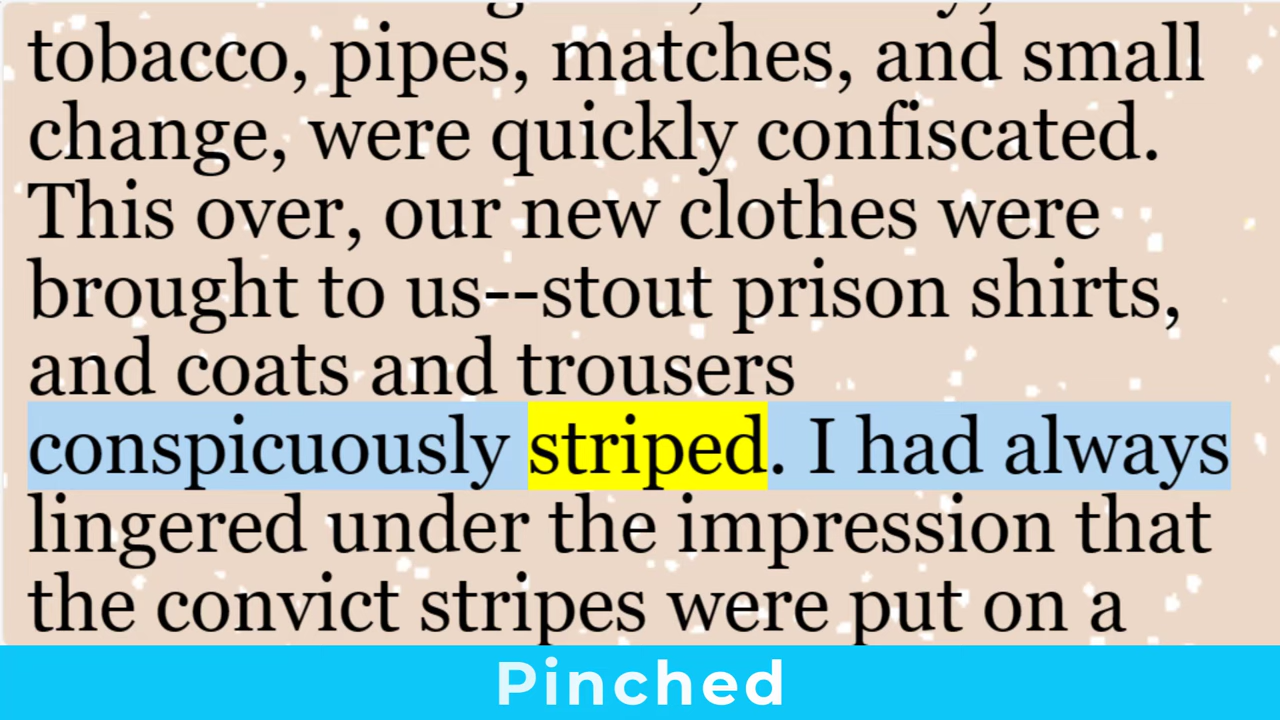 tobacco, pipes, matches, and small
change, were quickly confiscated.
This over, our new clothes were
brought to us--stout prison shirts,
and coats and trousers
conspicuously striped. I had always
lingered under the impression that
the convict stripes were put on a
Pinched